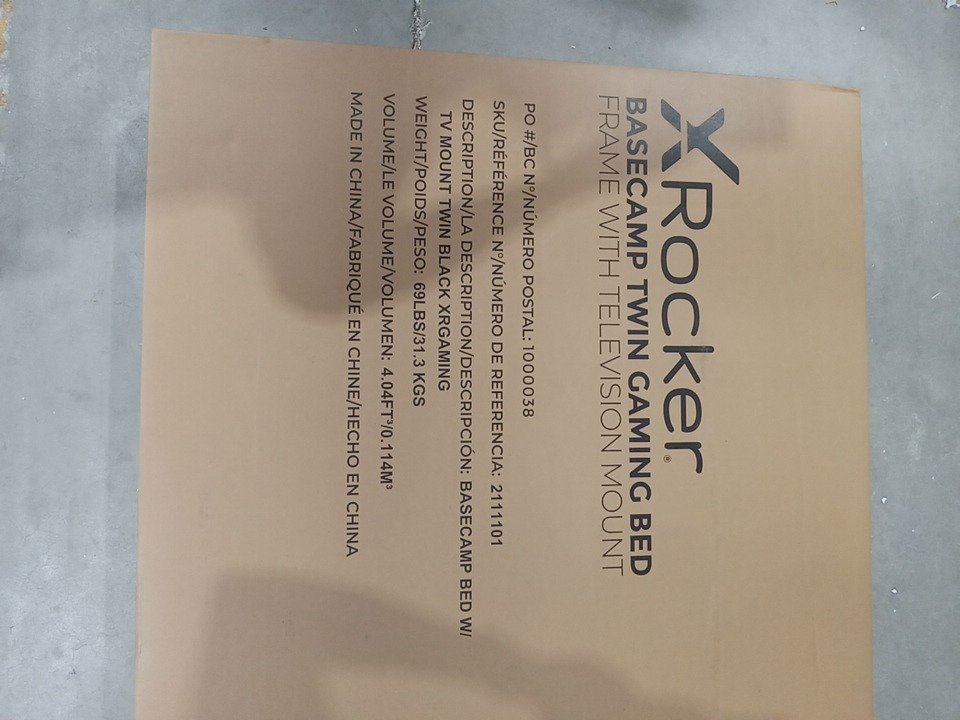 X Rocker®
BASECAMP TWIN GAMING BED
FRAME WITH TELEVISION MOUNT
PO #/BC N°/NÚMERO POSTAL: 1000038
SKU/RÉFÉRENCE N°/NÚMERO DE REFERENCIA: 2111101
DESCRIPTION/LA DESCRIPTION/DESCRIPCIÓN: BASECAMP BED W/
TV MOUNT TWIN BLACK XRGAMING
WEIGHT/POIDS/PESO: 69LBS/31.3 KGS
VOLUME/LE VOLUME/VOLUMEN: 4.04FT³/0.114M³
MADE IN CHINA/FABRIQUÉ EN CHINE/HECHO EN CHINA